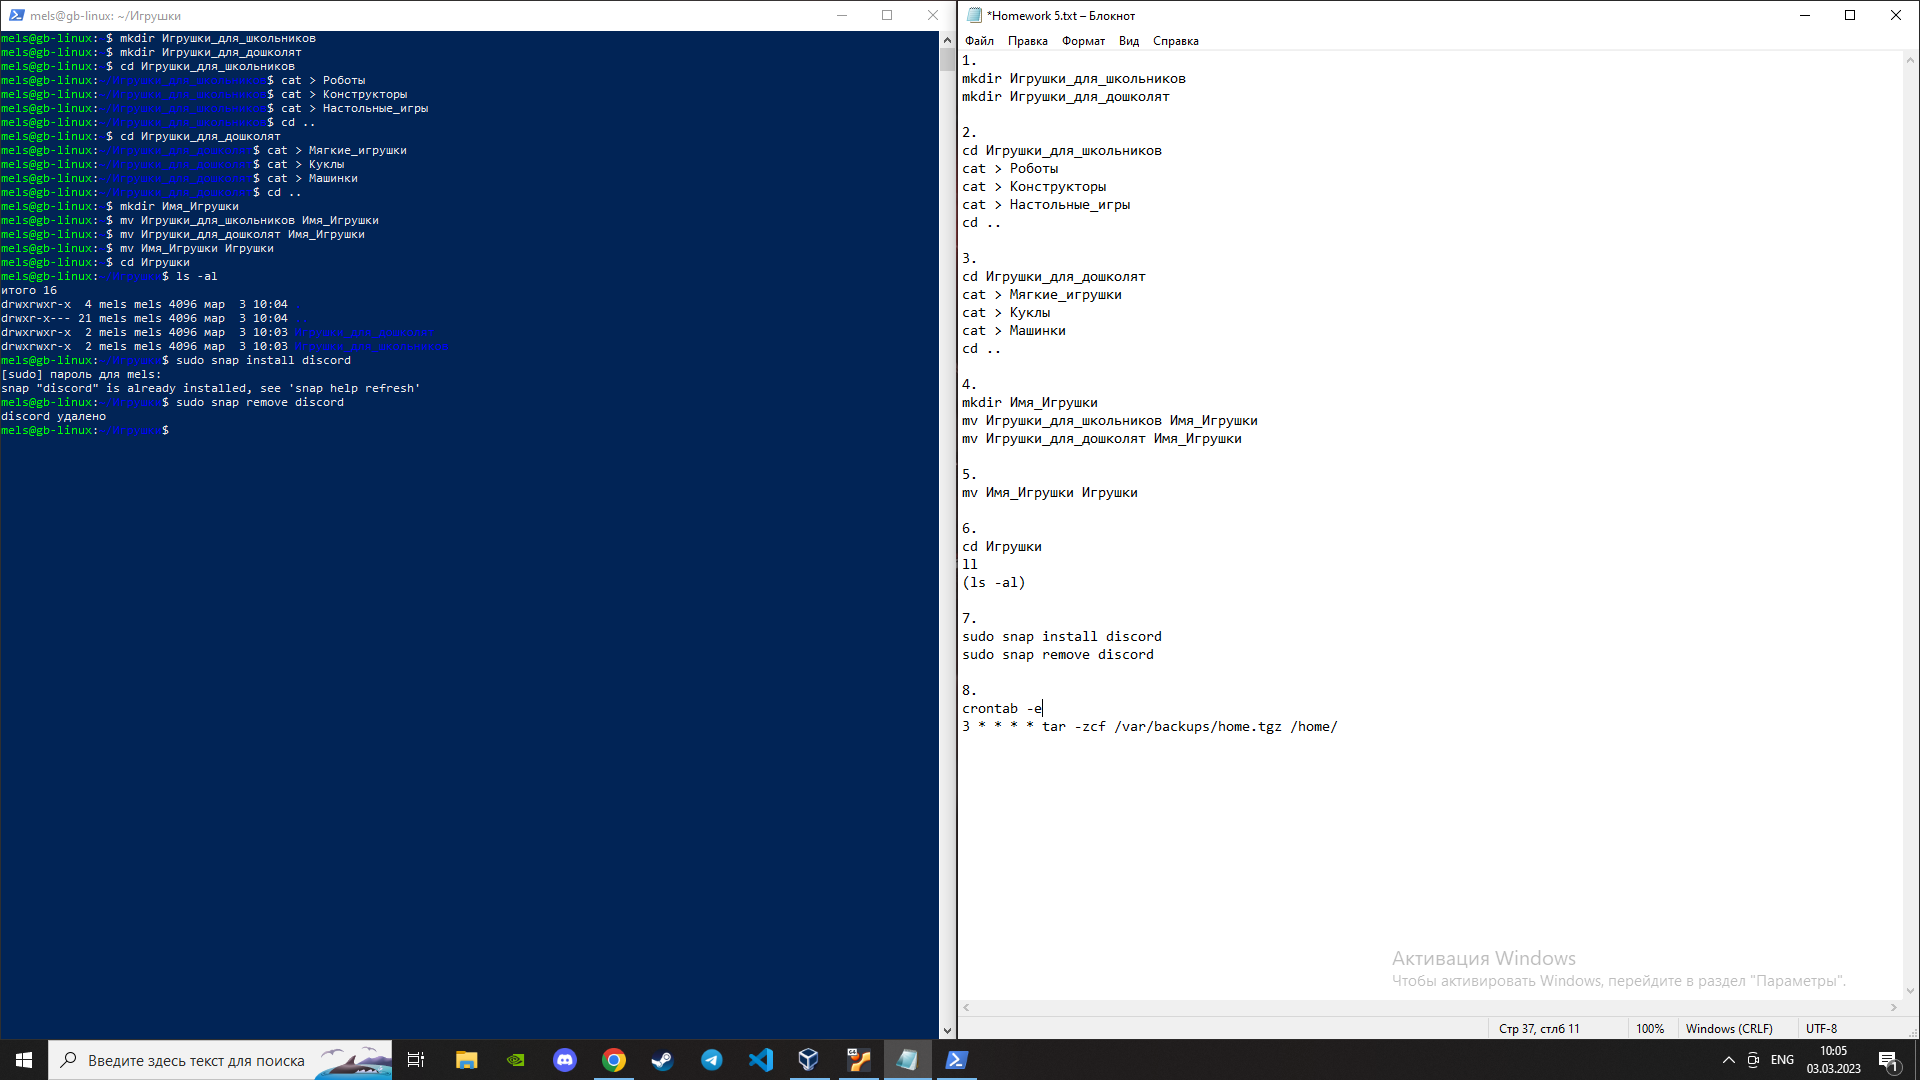 mels@gb-linux: ~/Игрушки
mels@gb-linux:~$ mkdir Игрушки_для_школьников
mels@gb-linux:~$ mkdir Игрушки_для_дошколят
mels@gb-linux:~$ cd Игрушки_для_школьников
mels@gb-linux:~/Игрушки_для_школьников$ cat > Роботы
mels@gb-linux:~/Игрушки_для_школьников$ cat > Конструкторы
mels@gb-linux:~/Игрушки_для_школьников$ cat > Настольные_игры
mels@gb-linux:~/Игрушки_для_школьников$ cd ..
mels@gb-linux:~$ cd Игрушки_для_дошколят
mels@gb-linux:~/Игрушки_для_дошколят$ cat > Мягкие_игрушки
mels@gb-linux:~/Игрушки_для_дошколят$ cat > Куклы
mels@gb-linux:~/Игрушки_для_дошколят$ cat > Машинки
mels@gb-linux:~/Игрушки_для_дошколят$ cd ..
mels@gb-linux:~$ mkdir Имя_Игрушки
mels@gb-linux:~$ mv Игрушки_для_школьников Имя_Игрушки
mels@gb-linux:~$ mv Игрушки_для_дошколят Имя_Игрушки
mels@gb-linux:~$ mv Имя_Игрушки Игрушки
mels@gb-linux:~$ cd Игрушки
mels@gb-linux:~/Игрушки$ ls -al
итого 16
drwxrwxr-x 4 mels mels 4096 мар 3 10:04 .
drwxr-x--- 21 mels mels 4096 мар 3 10:04 ..
drwxrwxr-x 2 mels mels 4096 мар 3 10:03 Игрушки_для_дошколят
drwxrwxr-x 2 mels mels 4096 мар 3 10:03 Игрушки_для_школьников
mels@gb-linux:~/Игрушки$ sudo snap install discord
[sudo] пароль для mels:
snap "discord" is already installed, see 'snap help refresh'
mels@gb-linux:~/Игрушки$ sudo snap remove discord
discord удалено
mels@gb-linux:~/Игрушки$
*Homework 5.txt – Блокнот
Файл Правка Формат Вид Справка
1.
mkdir Игрушки_для_школьников
mkdir Игрушки_для_дошколят
2.
cd Игрушки_для_школьников
cat > Роботы
cat > Конструкторы
cat > Настольные_игры
cd ..
3.
cd Игрушки_для_дошколят
cat > Мягкие_игрушки
cat > Куклы
cat > Машинки
cd ..
4.
mkdir Имя_Игрушки
mv Игрушки_для_школьников Имя_Игрушки
mv Игрушки_для_дошколят Имя_Игрушки
5.
mv Имя_Игрушки Игрушки
6.
cd Игрушки
ll
(ls -al)
7.
sudo snap install discord
sudo snap remove discord
8.
crontab -e
3 * * * * tar -zcf /var/backups/home.tgz /home/
Активация Windows
Чтобы активировать Windows, перейдите в раздел "Параметры".
Стр 37, стлб 11 100% Windows (CRLF) UTF-8
Введите здесь текст для поиска
ENG
10:05
03.03.2023
1